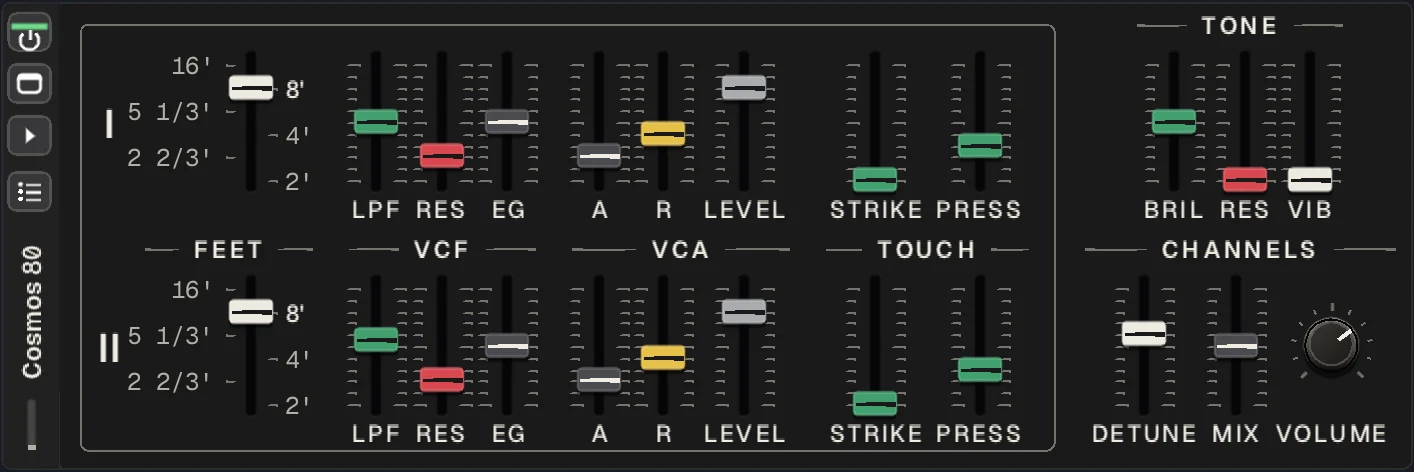 TONE
16'
8'
I
5 1/3'
4'
2 2/3'
2'
LPF RES EG A R LEVEL STRIKE PRESS BRIL RES VIB
FEET VCF VCA TOUCH CHANNELS
16'
8'
II
5 1/3'
4'
2 2/3'
2'
LPF RES EG A R LEVEL STRIKE PRESS DETUNE MIX VOLUME
Cosmos 80